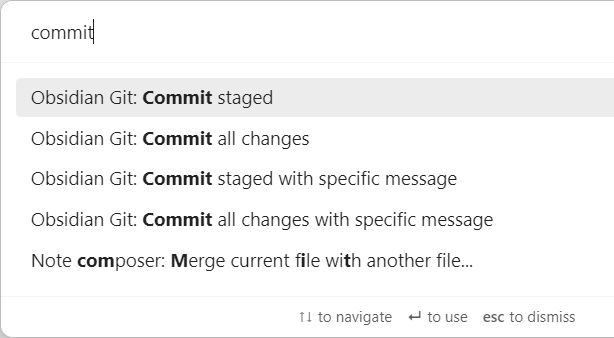 commit
Obsidian Git: Commit staged
Obsidian Git: Commit all changes
Obsidian Git: Commit staged with specific message
Obsidian Git: Commit all changes with specific message
Note composer: Merge current file with another file...
↑↓ to navigate ↵ to use esc to dismiss